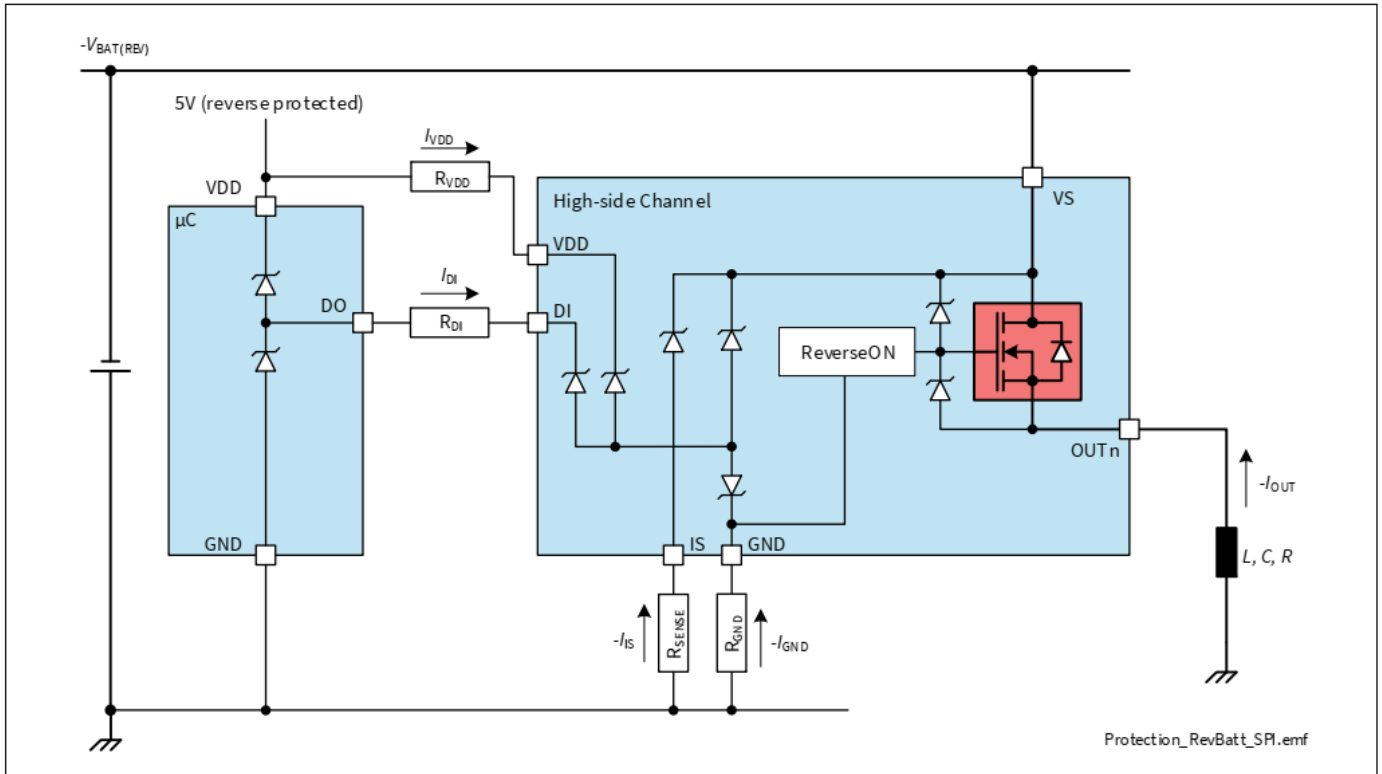 -VBAT(REV)
5V (reverse protected)
IVDD
RVDD
VDD
µC
High-side Channel
VS
VDD
IDI
DO
RDI
DI
ReverseON
OUTn
-IOUT
GND
IS
GND
L, C, R
-IIS
RSENSE
RGND
-IGND
Protection_RevBatt_SPI.emf